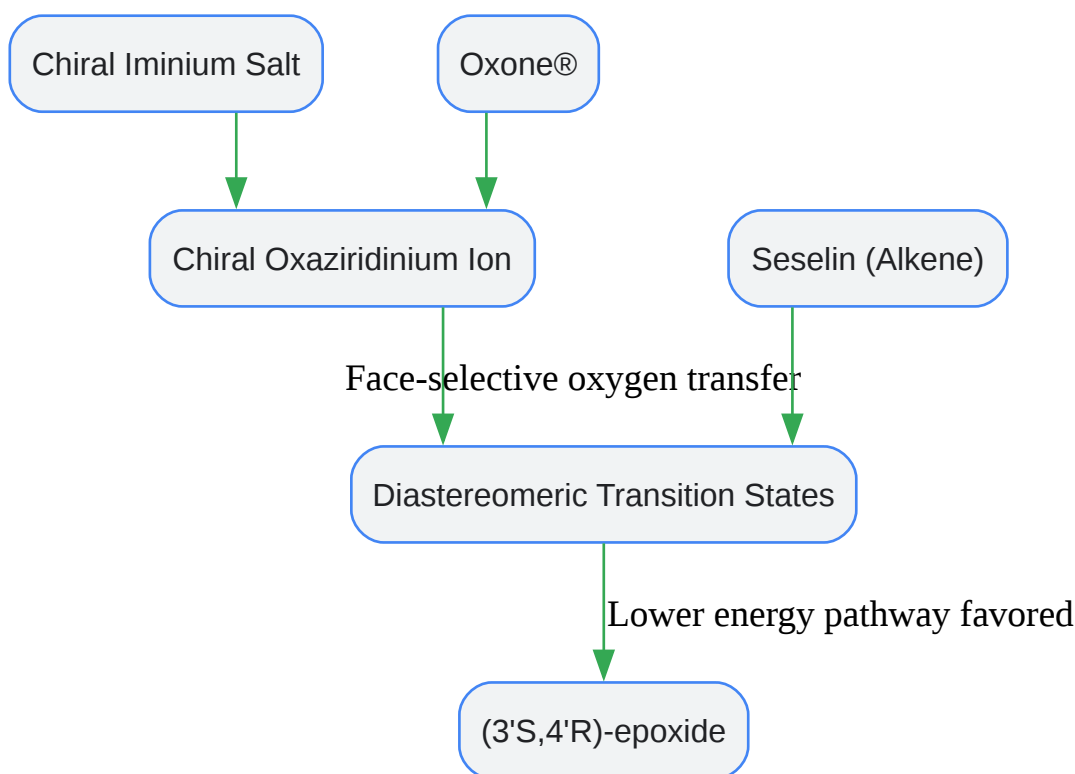 Chiral Iminium Salt
Oxone®
Chiral Oxaziridinium Ion
Seselin (Alkene)
Face-selective oxygen transfer
Diastereomeric Transition States
Lower energy pathway favored
(3'S,4'R)-epoxide